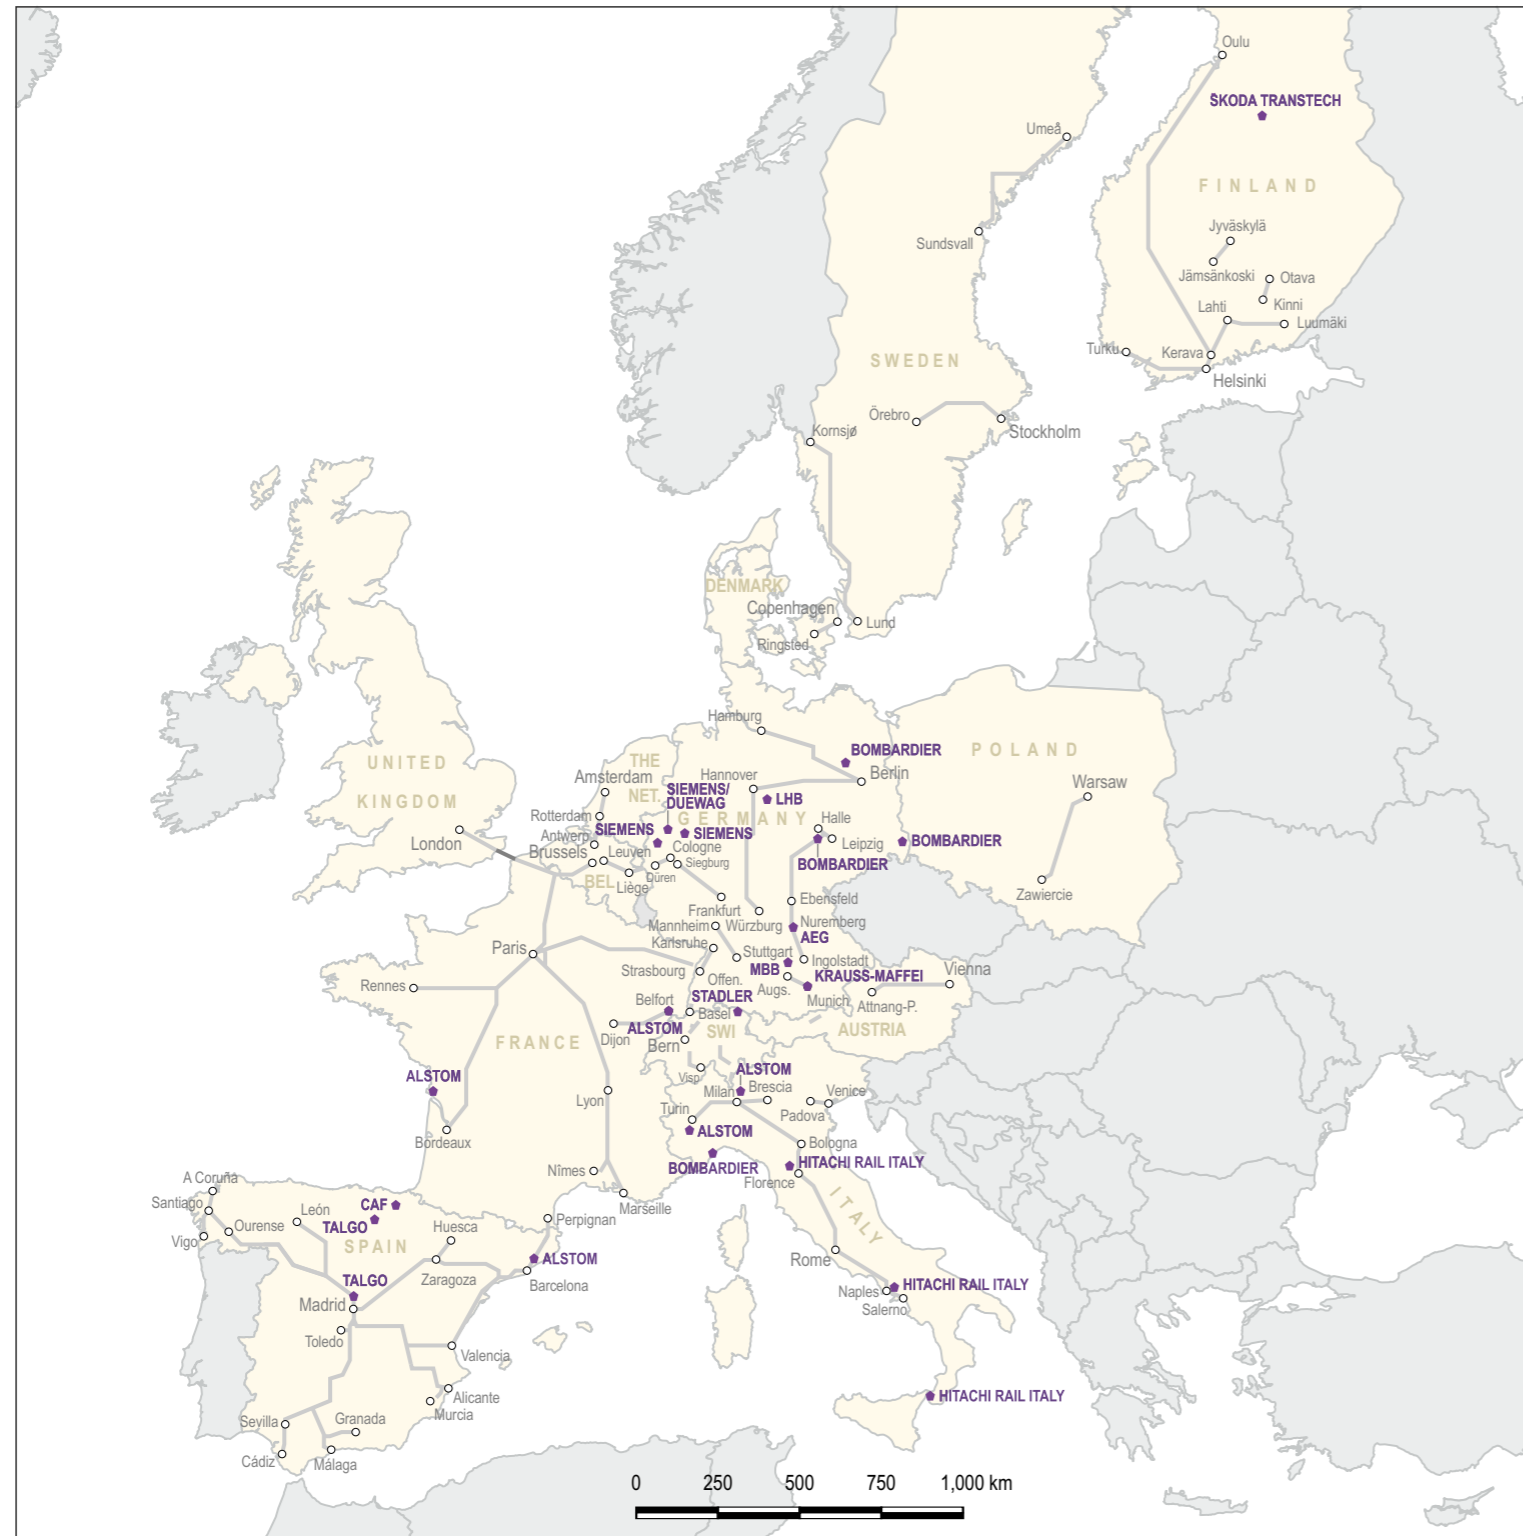 Oulu
ŠKODA TRANSTECH
Umeå
FINLAND
Jyväskylä
Sundsvall
Jämsänkoski
Otava
Kinni
Lahti
Luumäki
Turku
Kerava
Helsinki
SWEDEN
Örebro
Stockholm
Kornsjø
DENMARK
Copenhagen
Lund
Ringsted
Hamburg
BOMBARDIER
POLAND
UNITED
KINGDOM
THE
NET.
Amsterdam
Hannover
Berlin
Warsaw
SIEMENS/
DUEWAG
LHB
Rotterdam
GERMANY
Halle
London
Antwerp
SIEMENS
SIEMENS
Leipzig
BOMBARDIER
Brussels
Leuven
Cologne
Siegburg
BOMBARDIER
BEL
Liège
Düren
Zawiercie
Ebensfeld
Frankfurt
Würzburg
Mannheim
Nuremberg
AEG
Paris
Karlsruhe
Stuttgart
Ingolstadt
Strasbourg
Offen.
MBB
KRAUSS-MAFFEI
Vienna
Rennes
Augs.
Munich
Attnang-P.
Belfort
STADLER
Basel
ALSTOM
SWI
AUSTRIA
FRANCE
Dijon
Bern
ALSTOM
Visp
ALSTOM
Milan
Brescia
Venice
Lyon
Turin
Padova
ALSTOM
Bordeaux
Bologna
BOMBARDIER
HITACHI RAIL ITALY
Nîmes
Florence
A Coruña
Marseille
ITALY
Santiago
CAF
León
TALGO
Huesca
Perpignan
Ourense
Vigo
SPAIN
Rome
ALSTOM
Zaragoza
Barcelona
TALGO
HITACHI RAIL ITALY
Naples
Salerno
Madrid
Toledo
Valencia
Alicante
HITACHI RAIL ITALY
Murcia
Sevilla
Granada
Cádiz
Málaga
0 250 500 750 1,000 km